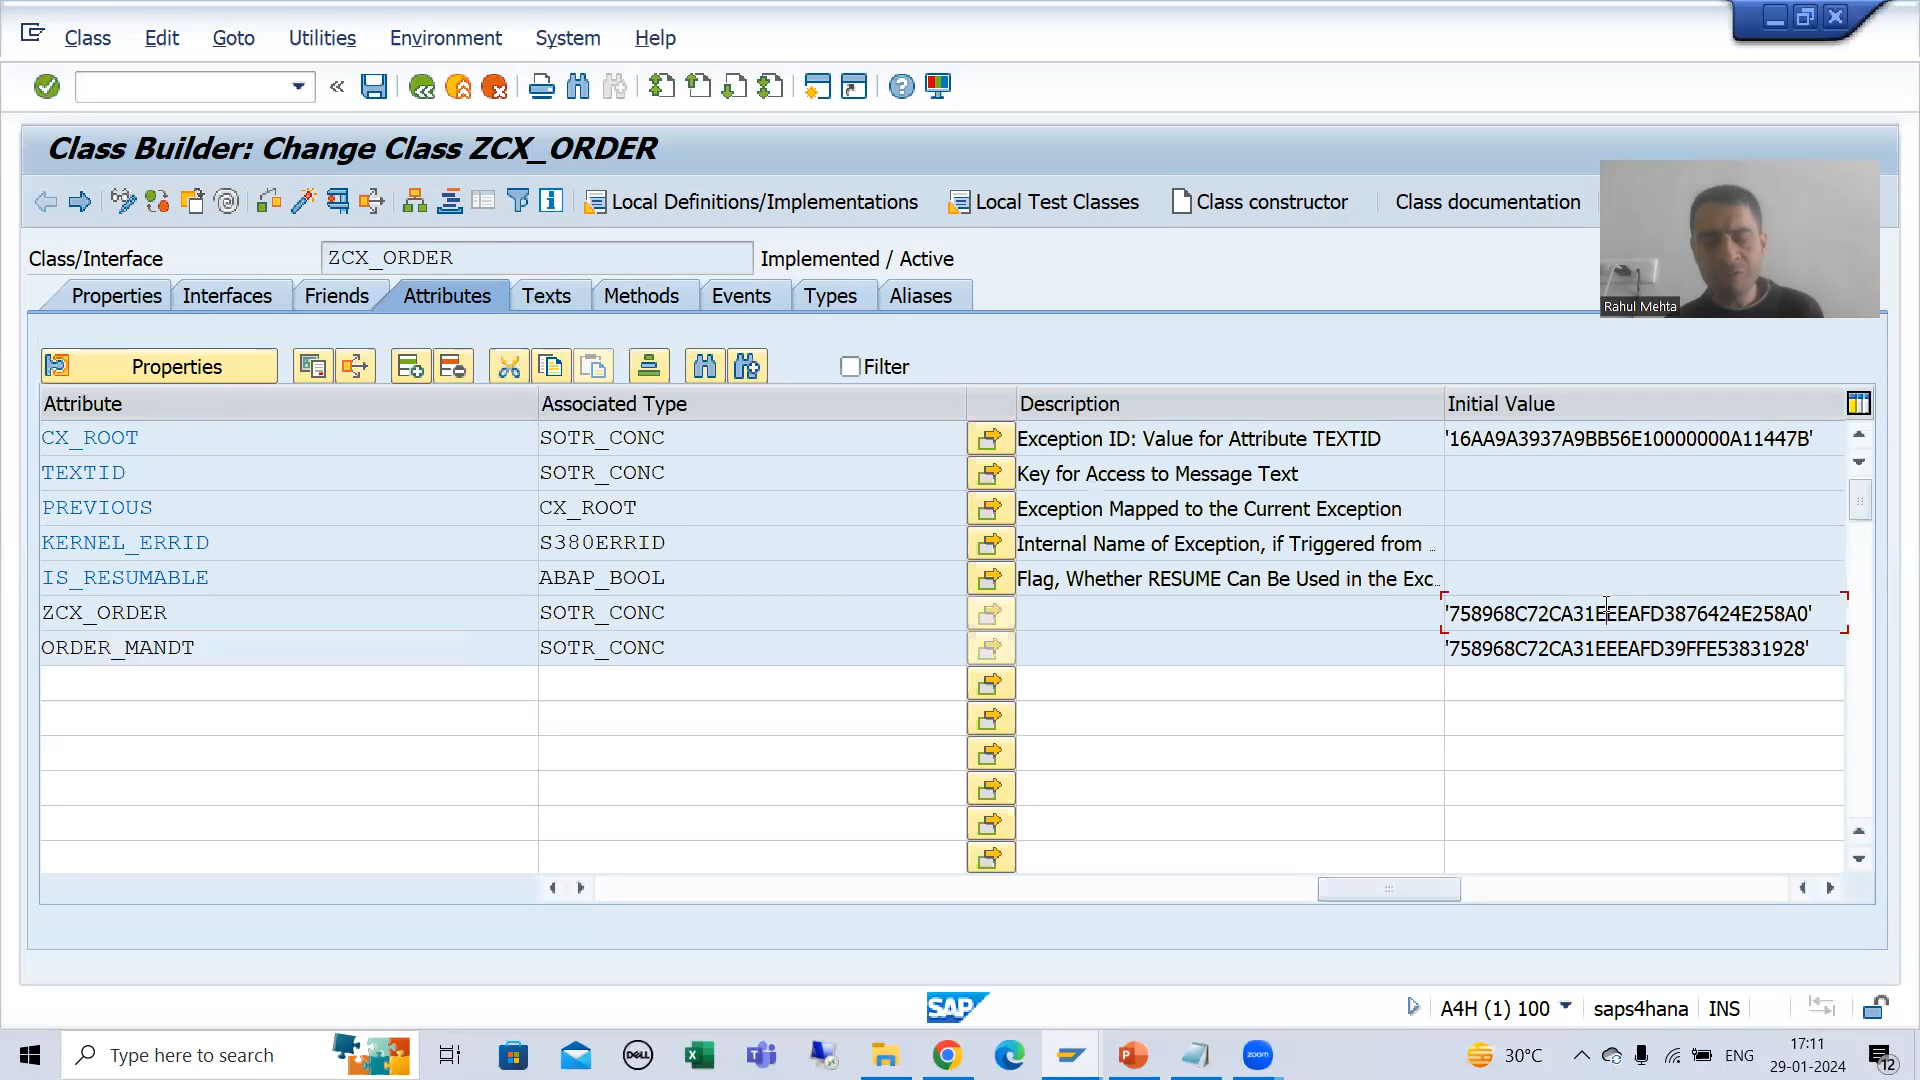 Class Edit Goto Utilities Environment System Help
Class Builder: Change Class ZCX_ORDER
Local Definitions/Implementations Local Test Classes Class constructor Class documentation
Class/Interface ZCX_ORDER Implemented / Active
Properties Interfaces Friends Attributes Texts Methods Events Types Aliases
Rahul Mehta
Properties Filter
Attribute Associated Type Description Initial Value
CX_ROOT SOTR_CONC Exception ID: Value for Attribute TEXTID '16AA9A3937A9BB56E10000000A11447B'
TEXTID SOTR_CONC Key for Access to Message Text
PREVIOUS CX_ROOT Exception Mapped to the Current Exception
KERNEL_ERRID S380ERRID Internal Name of Exception, if Triggered from ...
IS_RESUMABLE ABAP_BOOL Flag, Whether RESUME Can Be Used in the Exc...
ZCX_ORDER SOTR_CONC '758968C72CA31EEEAFD3876424E258A0'
ORDER_MANDT SOTR_CONC '758968C72CA31EEEAFD39FFE53831928'
SAP A4H (1) 100 saps4hana INS
Type here to search DELL zoom 30°C ENG 17:11
29-01-2024 12